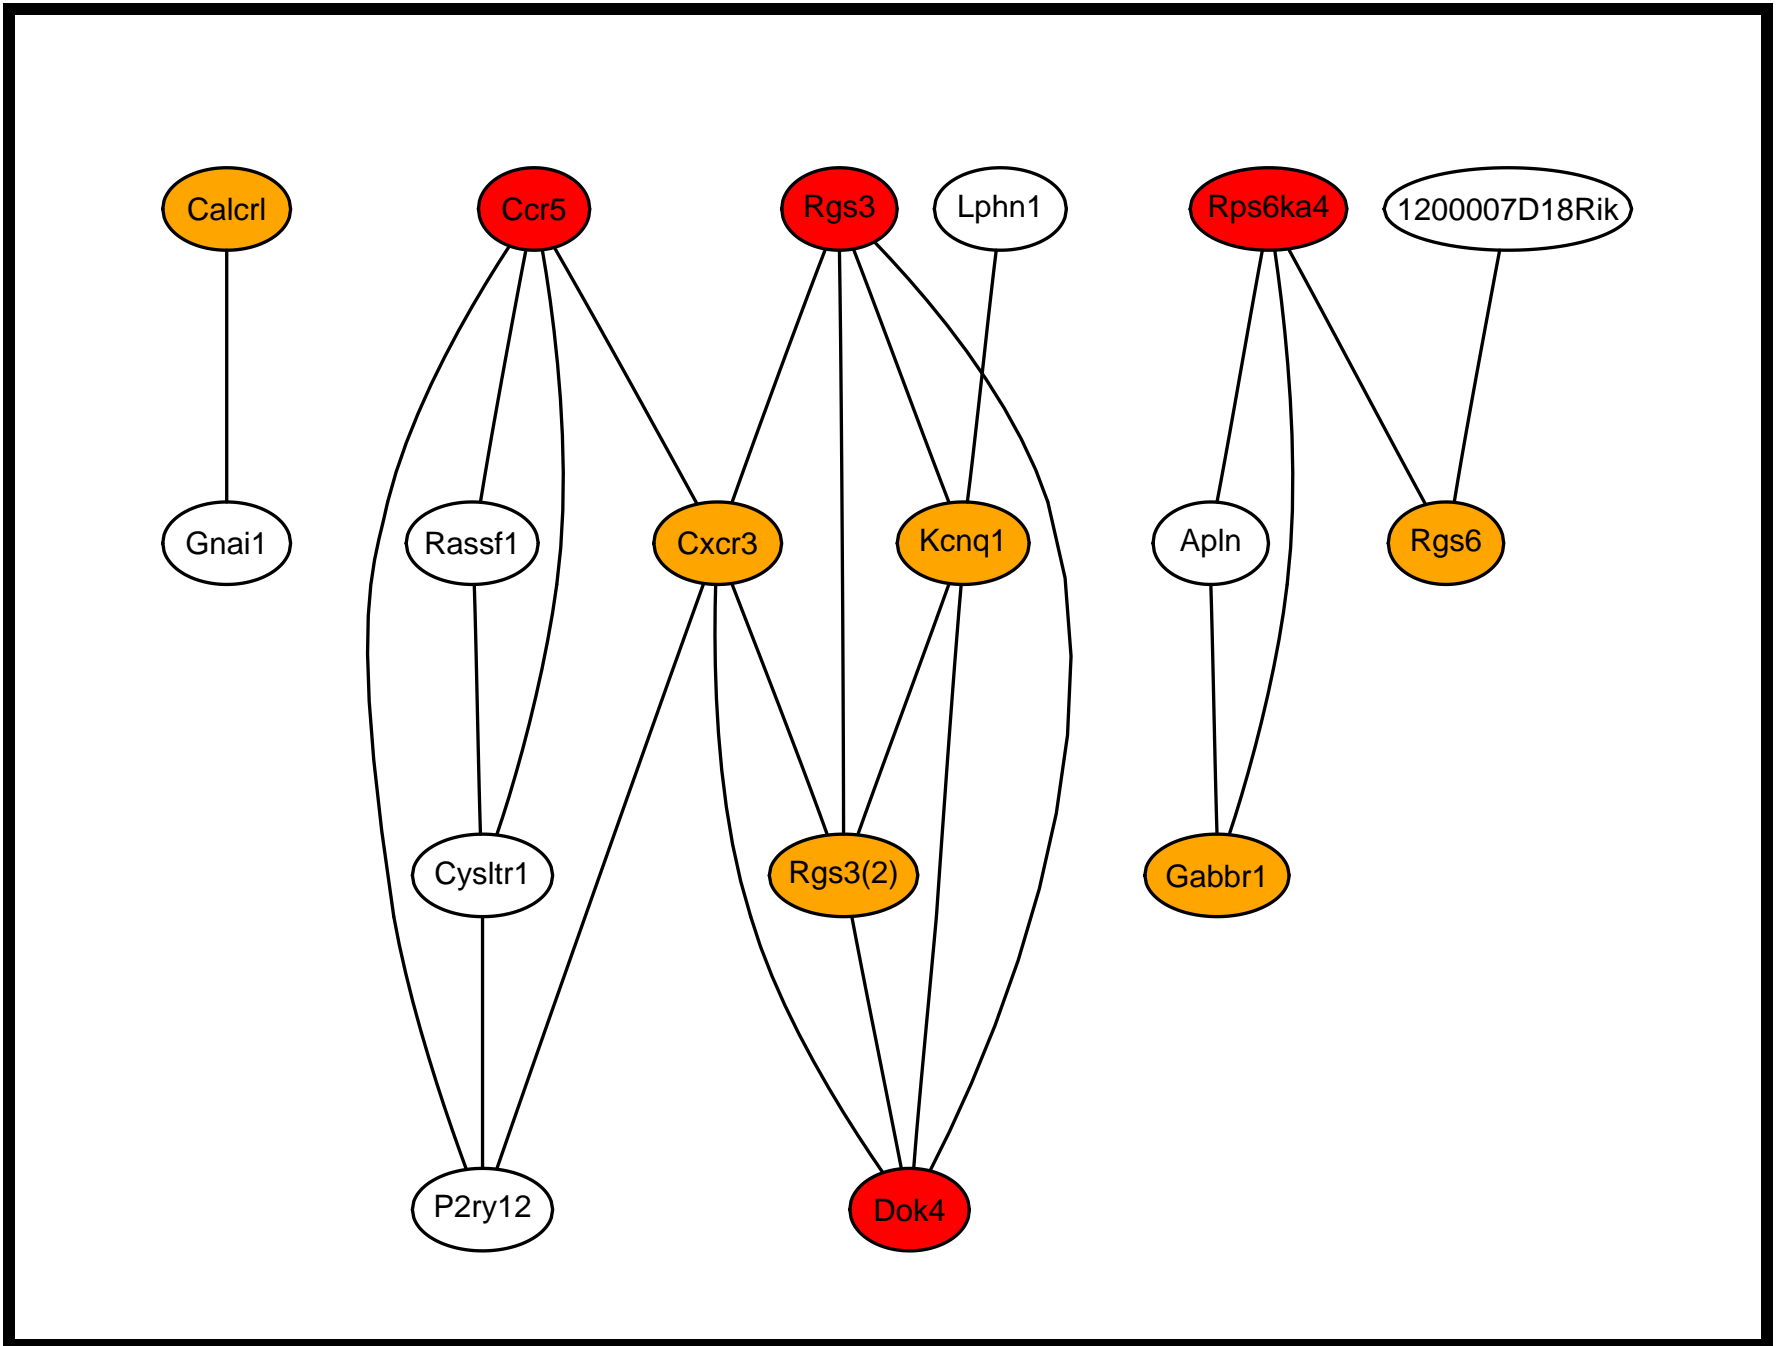 Calcrl
Ccr5
Rgs3
Lphn1
Rps6ka4
1200007D18Rik
Gnai1
Rassf1
Cxcr3
Kcnq1
Apln
Rgs6
Cysltr1
Rgs3(2)
Gabbr1
P2ry12
Dok4